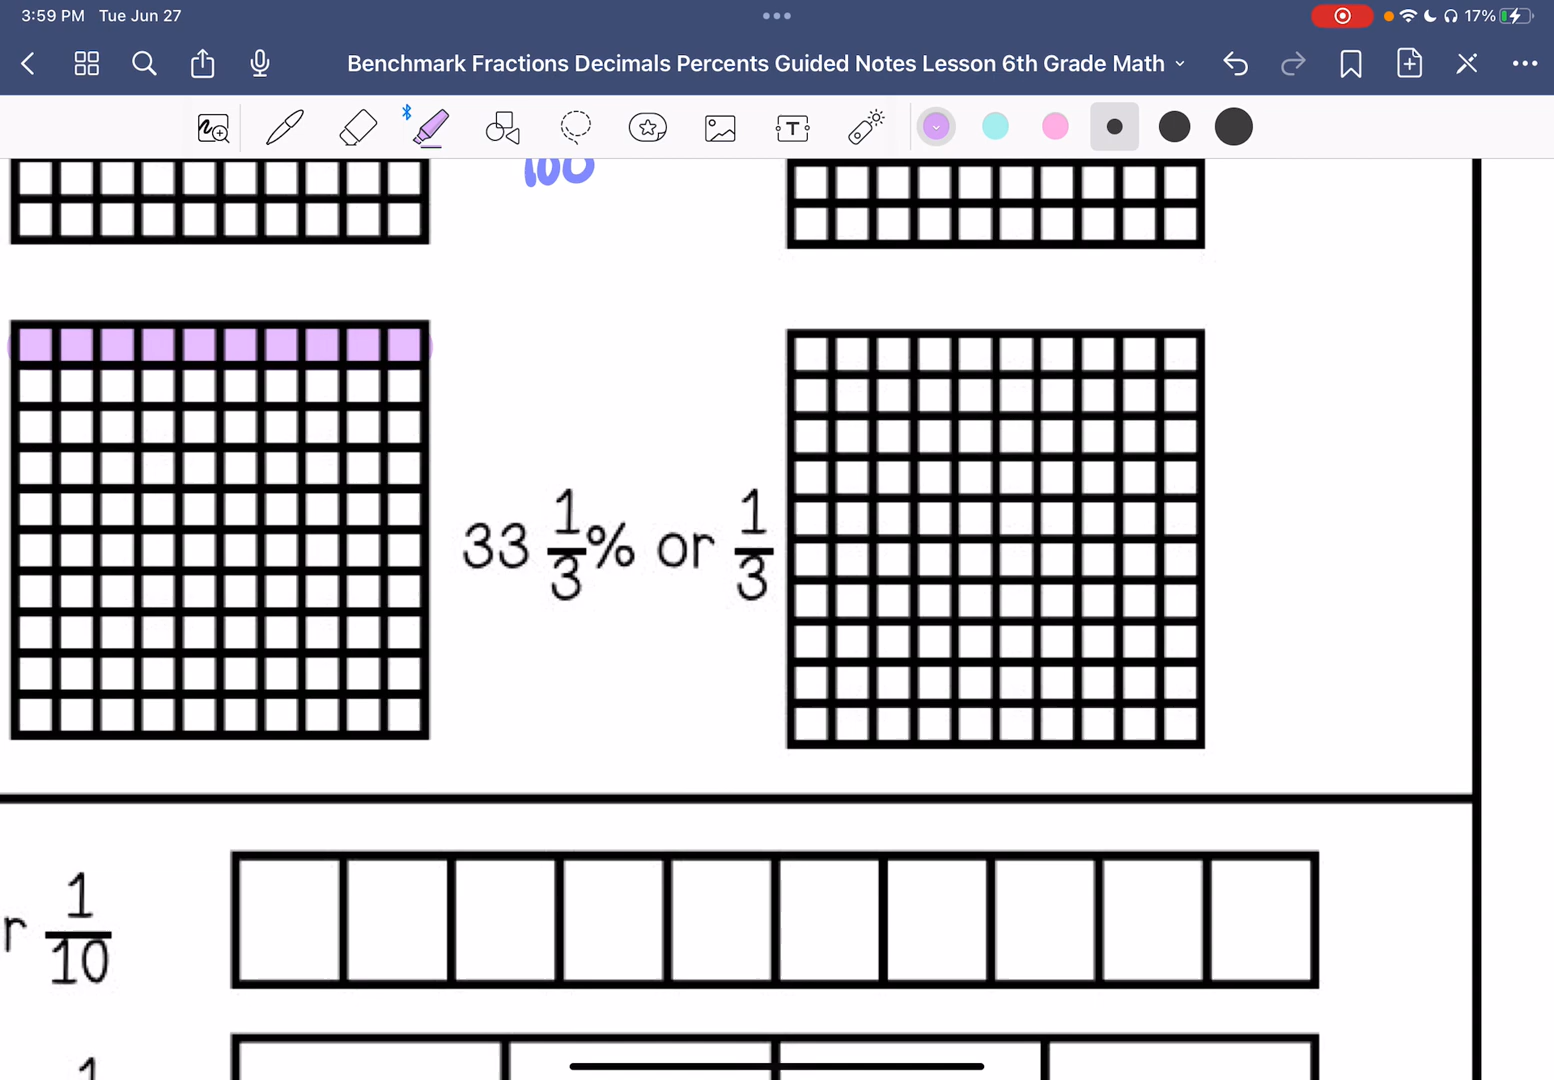 3:59 PM Tue Jun 27
17%
Benchmark Fractions Decimals Percents Guided Notes Lesson 6th Grade Math
T
100
33 1/3% or 1/3
r 1/10
1